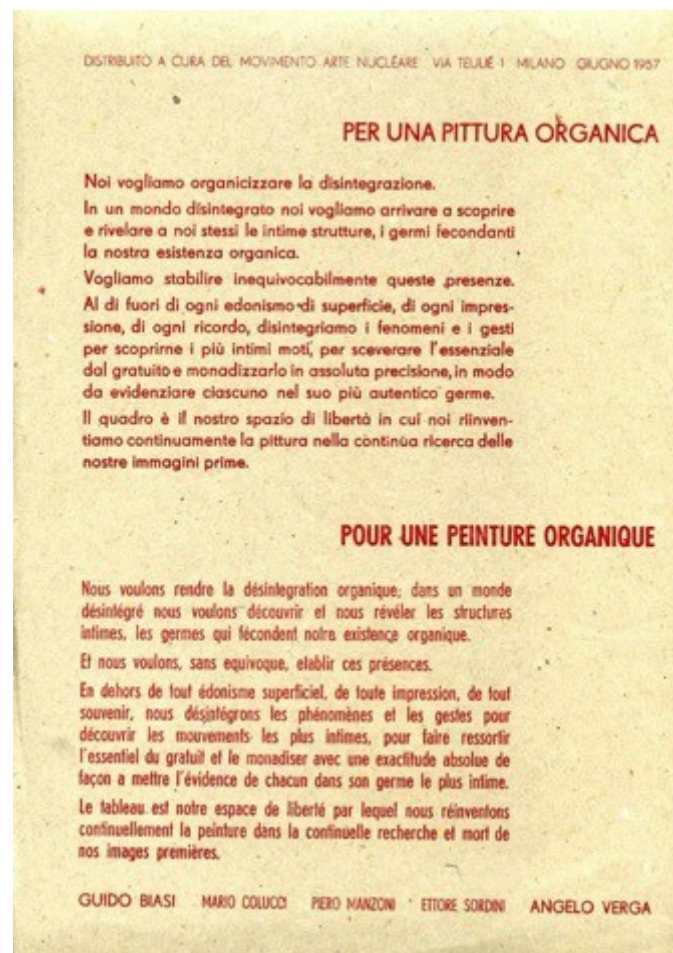 DISTRIBUITO A CURA DEL MOVIMENTO ARTE NUCLÉARE VIA TEULIÉ 1 MILANO GIUGNO 1957
PER UNA PITTURA ORGANICA
Noi vogliamo organicizzare la disintegrazione.
In un mondo disintegrato noi vogliamo arrivare a scoprire
e rivelare a noi stessi le intime strutture, i germi fecondanti
la nostra esistenza organica.
Vogliamo stabilire inequivocabilmente queste presenze.
Al di fuori di ogni edonismo di superficie, di ogni impres-
sione, di ogni ricordo, disintegriamo i fenomeni e i gesti
per scoprirne i più intimi moti, per sceverare l'essenziale
dal gratuito e monadizzarlo in assoluta precisione, in modo
da evidenziare ciascuno nel suo più autentico germe.
Il quadro è il nostro spazio di libertà in cui noi riinven-
tiamo continuamente la pittura nella continua ricerca delle
nostre immagini prime.
POUR UNE PEINTURE ORGANIQUE
Nous voulons rendre la désintegration organique; dans un monde
désintégré nous voulons découvrir et nous révéler les structures
intimes, les germes qui fécondent notre existence organique.
Et nous voulons, sans equivoque, etablir ces présences.
En dehors de tout édonisme superficiel, de toute impression, de tout
souvenir, nous désintégrons les phénomènes et les gestes pour
découvrir les mouvements les plus intimes, pour faire ressortir
l'essentiel du gratuit et le monadiser avec une exactitude absolue de
façon a mettre l'évidence de chacun dans son germe le plus intime.
Le tableau est notre espace de liberté par lequel nous réinventons
continuellement la peinture dans la continuelle recherche et mort de
nos images premières.
GUIDO BIASI MARIO COLUCCI PIERO MANZONI ETTORE SORDINI ANGELO VERGA